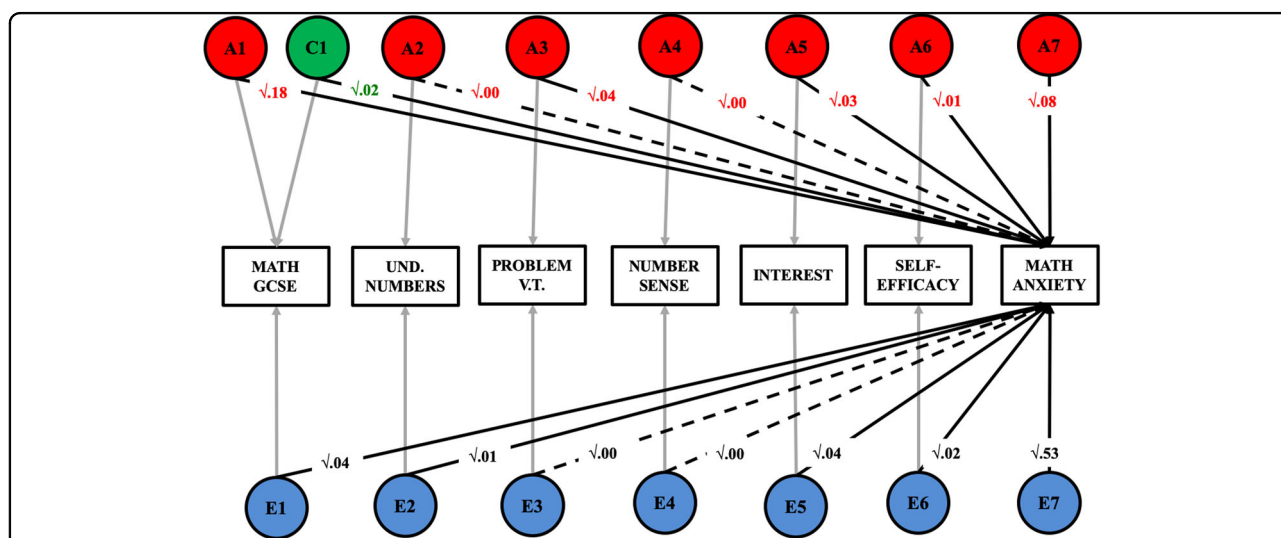 A1 C1 A2 A3 A4 A5 A6 A7
√.18 √.02 √.00 √.04 √.00 √.03 √.01 √.08
MATH
GCSE
UND.
NUMBERS
PROBLEM
V.T.
NUMBER
SENSE
INTEREST
SELF-
EFFICACY
MATH
ANXIETY
√.04 √.01 √.00 √.00 √.04 √.02 √.53
E1 E2 E3 E4 E5 E6 E7